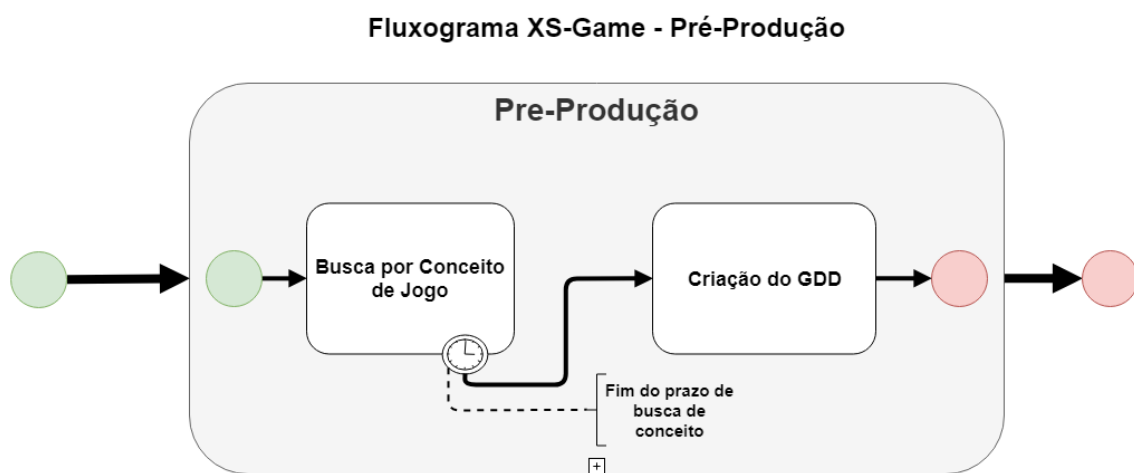 Fluxograma XS-Game - Pré-Produção
Pre-Produção
Busca por Conceito
de Jogo
Criação do GDD
Fim do prazo de
busca de
conceito